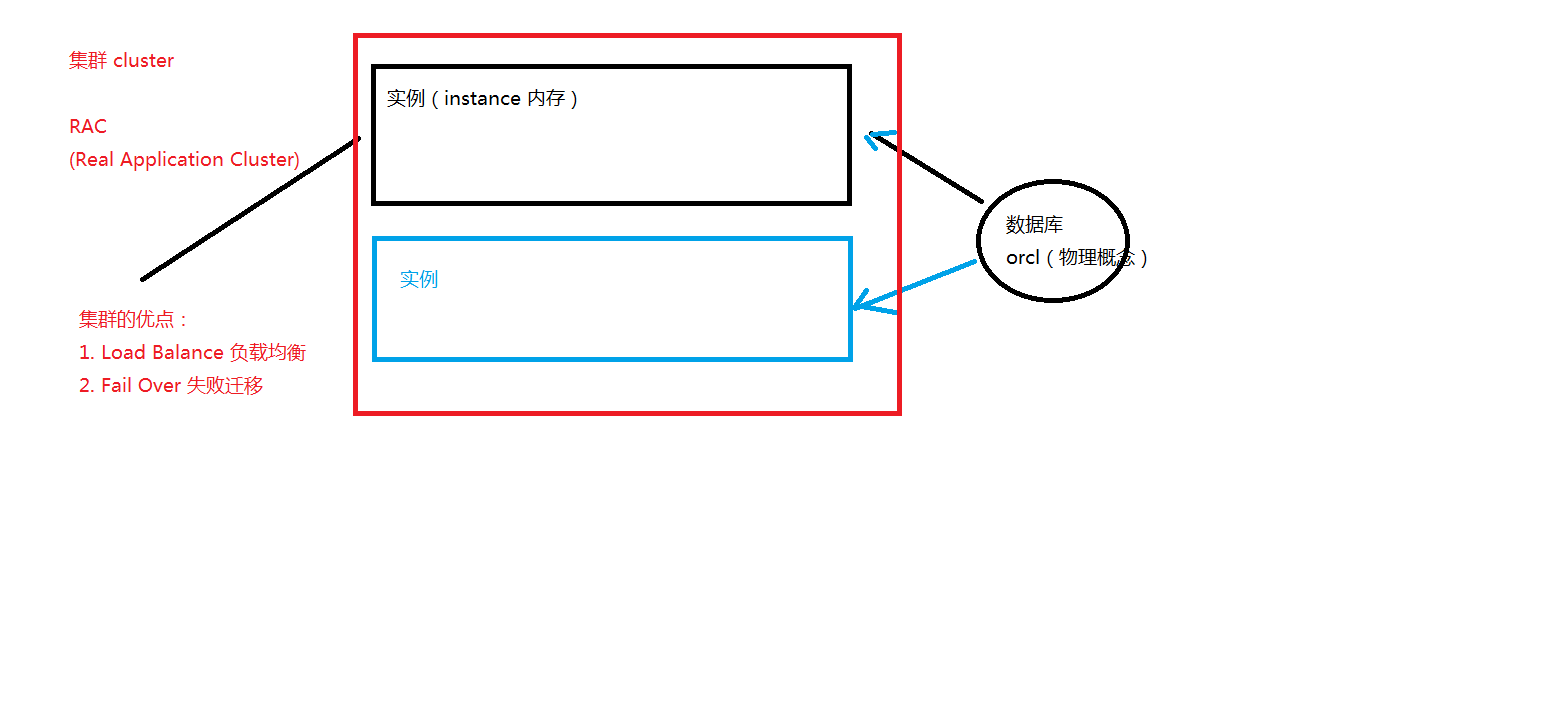 集群 cluster
RAC
(Real Application Cluster)
集群的优点：
1. Load Balance 负载均衡
2. Fail Over 失败迁移
实例（instance 内存）
实例
数据库
orcl（物理概念）